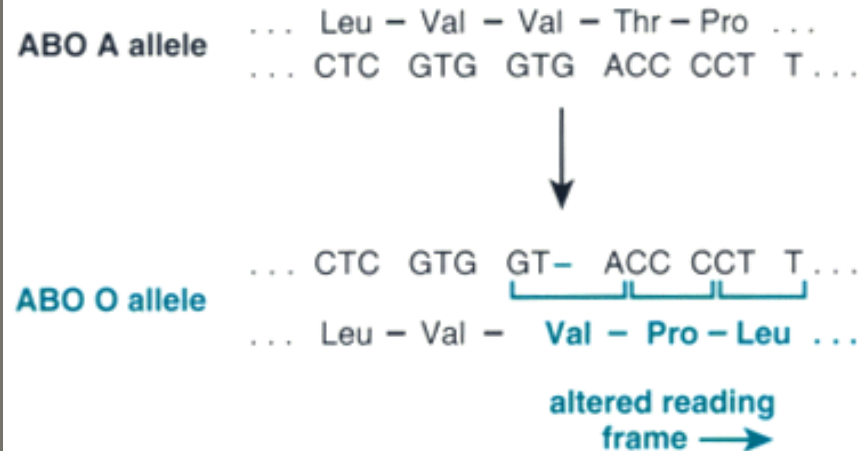 ... Leu – Val – Val – Thr – Pro ...
ABO A allele
... CTC GTG GTG ACC CCT T...
... CTC GTG GT– ACC CCT T...
ABO O allele
... Leu – Val – Val – Pro – Leu ...
altered reading
frame